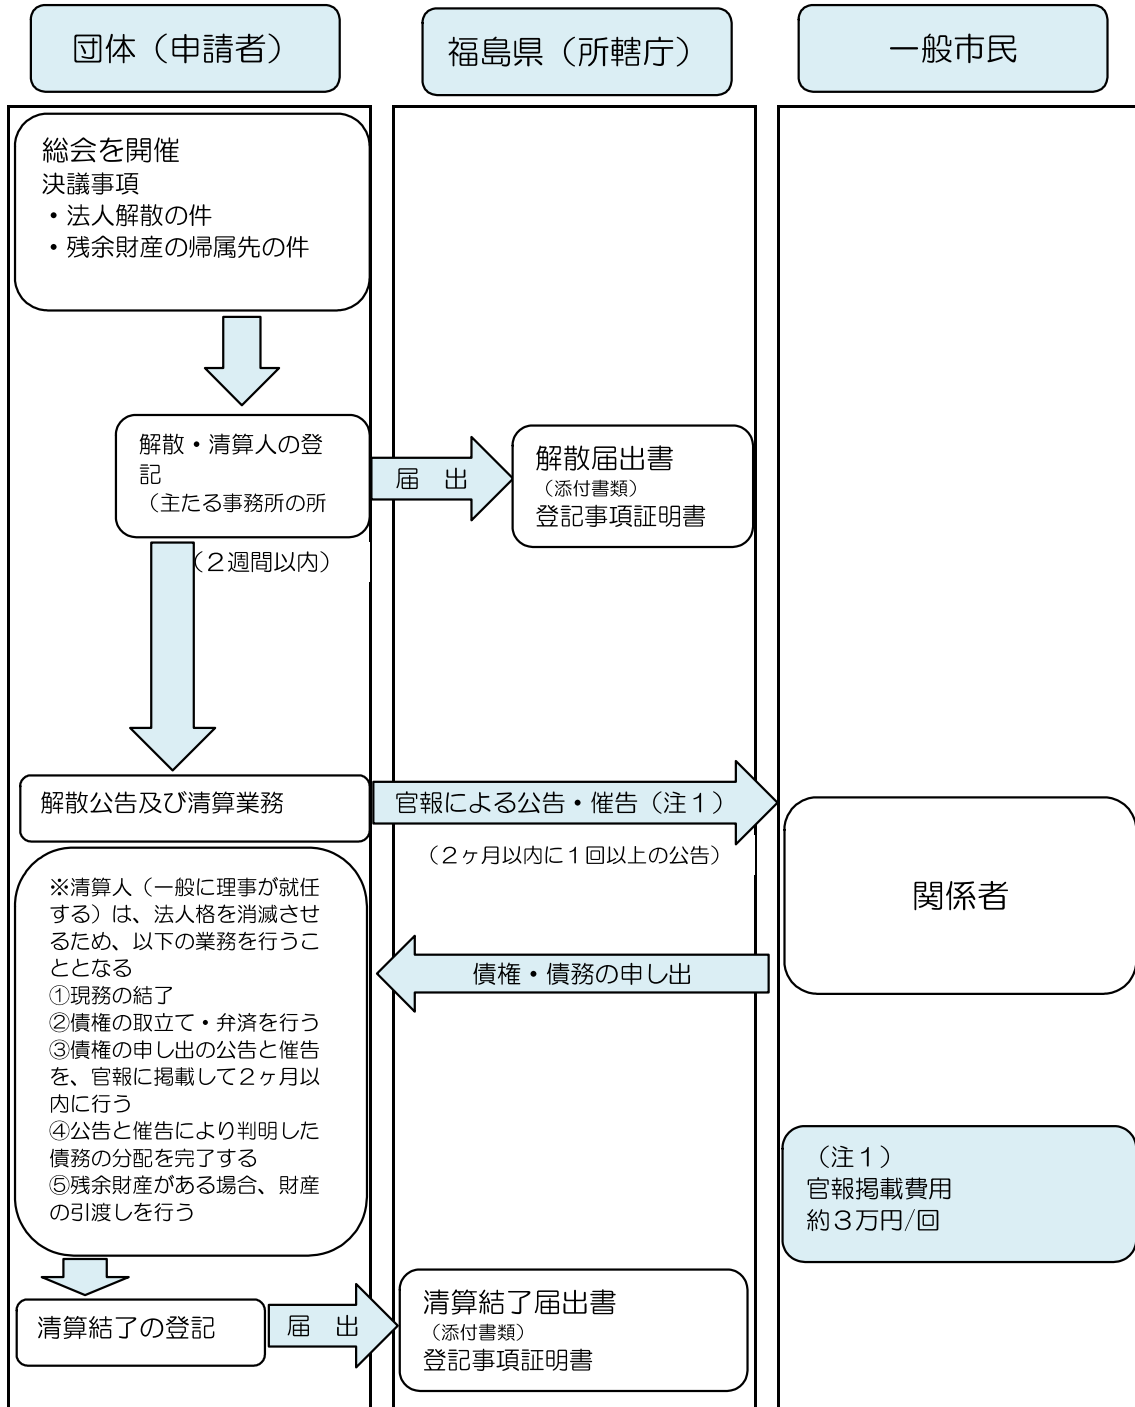 団体（申請者）
福島県（所轄庁）
一般市民
総会を開催
決議事項
・法人解散の件
・残余財産の帰属先の件
解散・清算人の登
記
（主たる事務所の所
届　出
解散届出書
（添付書類）
登記事項証明書
（２週間以内）
解散公告及び清算業務
官報による公告・催告（注１）
（２ヶ月以内に１回以上の公告）
関係者
債権・債務の申し出
※清算人（一般に理事が就任
する）は、法人格を消滅させ
るため、以下の業務を行うこ
ととなる
①現務の結了
②債権の取立て・弁済を行う
③債権の申し出の公告と催告
を、官報に掲載して２ヶ月以
内に行う
④公告と催告により判明した
債務の分配を完了する
⑤残余財産がある場合、財産
の引渡しを行う
（注１）
官報掲載費用
約３万円/回
清算結了の登記
届　出
清算結了届出書
（添付書類）
登記事項証明書